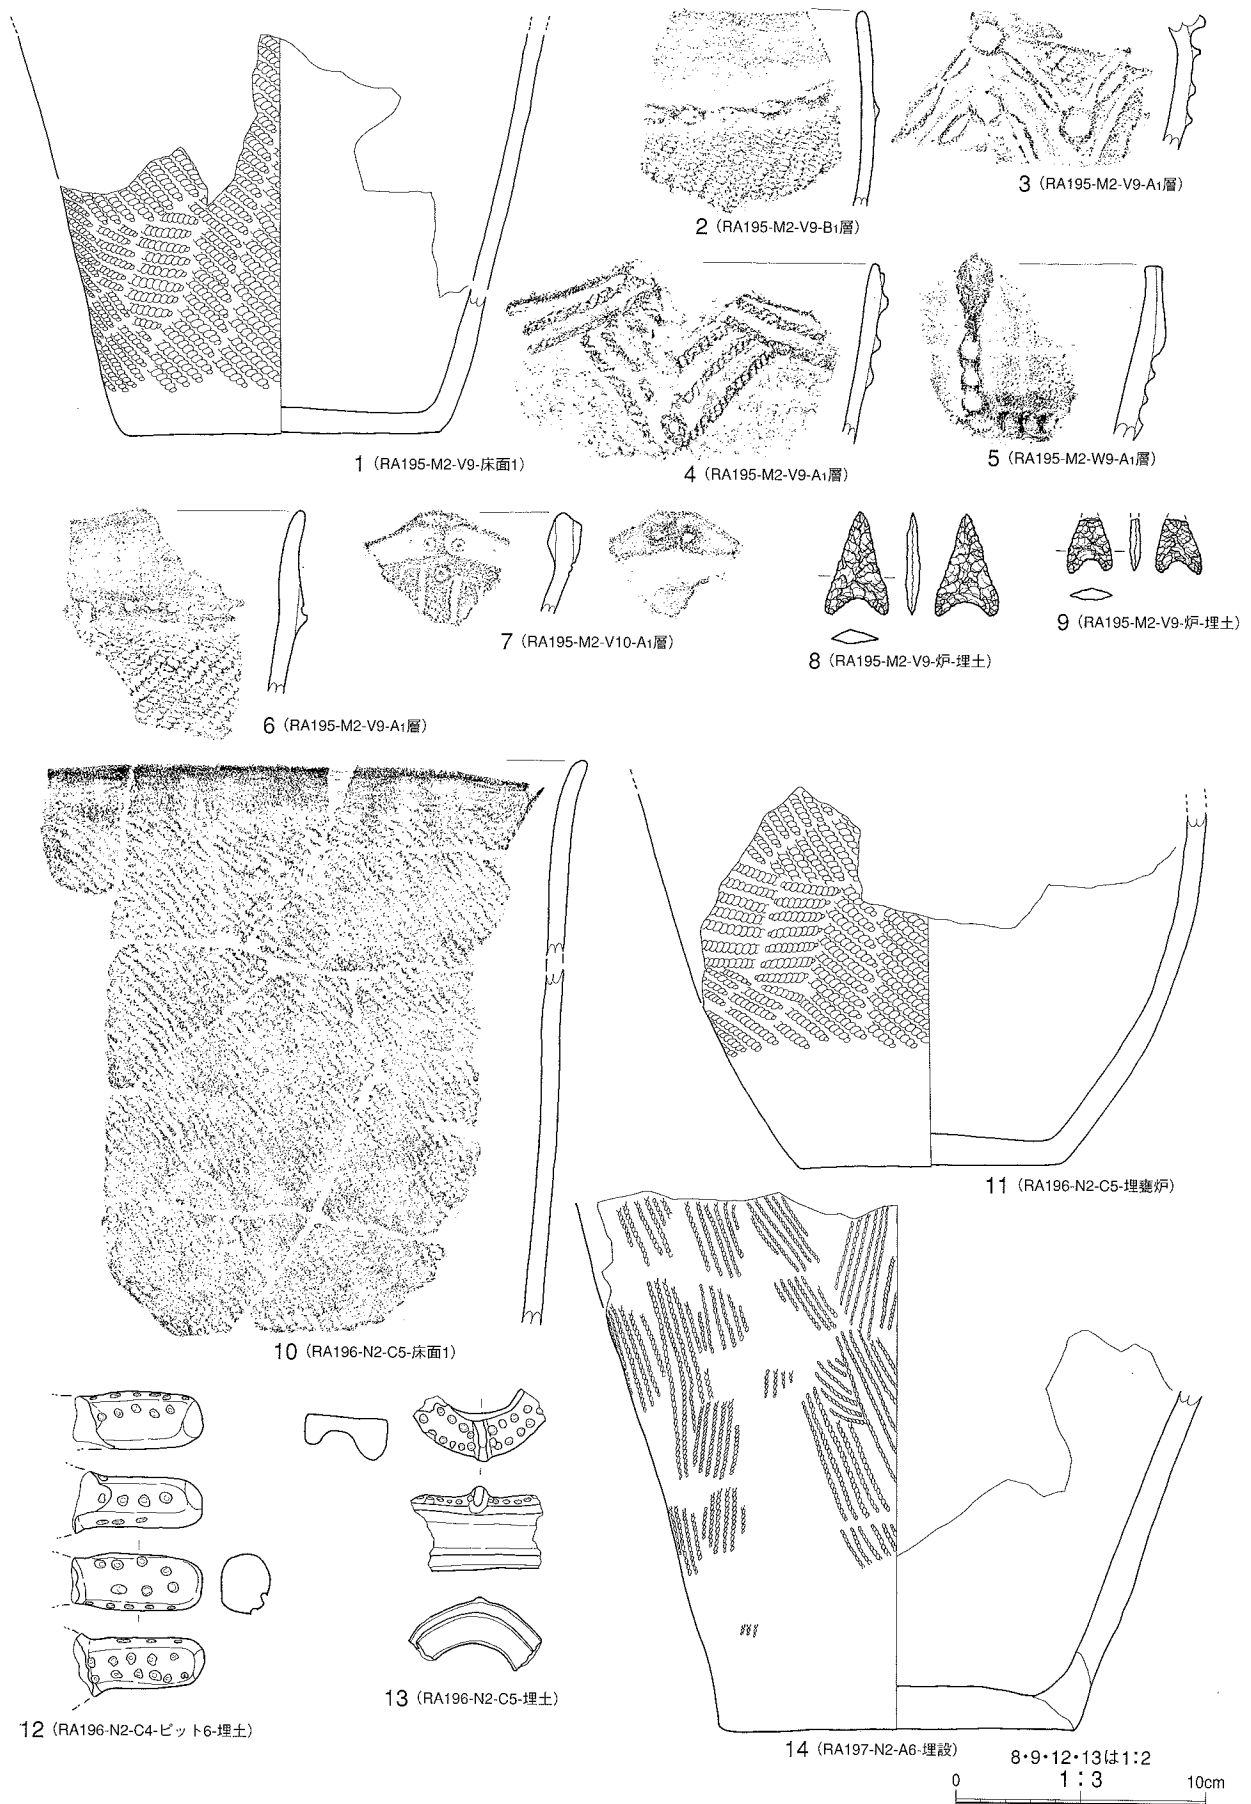 1 (RA195-M2-V9-床面1)
2 (RA195-M2-V9-B1層)
3 (RA195-M2-V9-A1層)
4 (RA195-M2-V9-A1層)
5 (RA195-M2-W9-A1層)
6 (RA195-M2-V9-A1層)
7 (RA195-M2-V10-A1層)
8 (RA195-M2-V9-炉-埋土)
9 (RA195-M2-V9-炉-埋土)
10 (RA196-N2-C5-床面1)
11 (RA196-N2-C5-埋甕炉)
12 (RA196-N2-C4-ピット6-埋土)
13 (RA196-N2-C5-埋土)
14 (RA197-N2-A6-埋設)
8・9・12・13は1:2
1:3
0 10cm